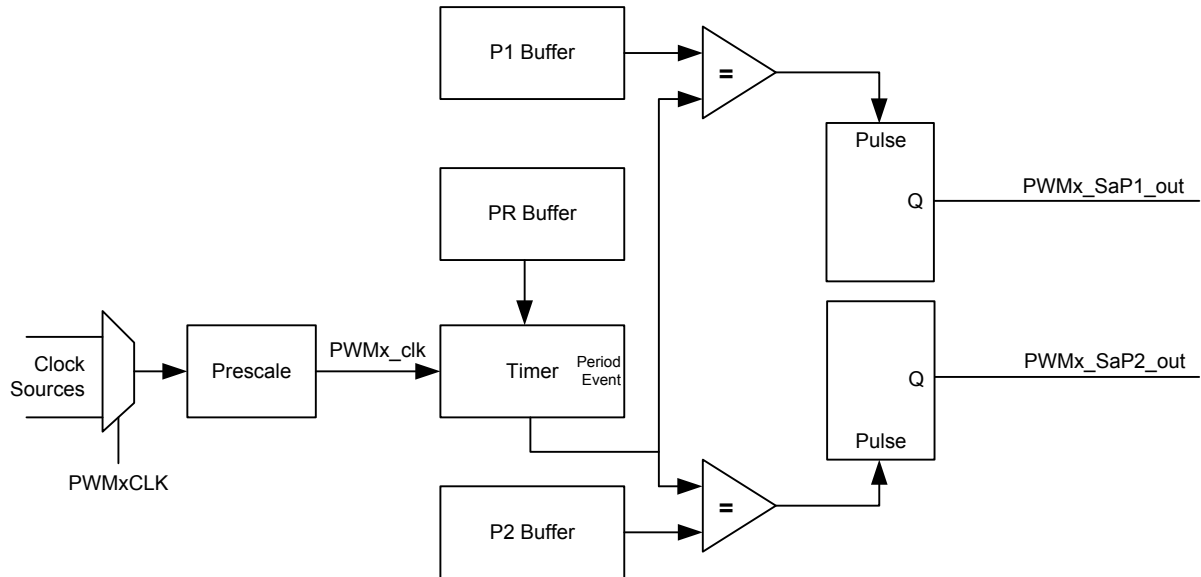 P1 Buffer
=
Pulse
Q
PWMx_SaP1_out
PR Buffer
Clock
Sources
Prescale
PWMx_clk
Timer
Period
Event
PWMxCLK
Q
PWMx_SaP2_out
Pulse
P2 Buffer
=